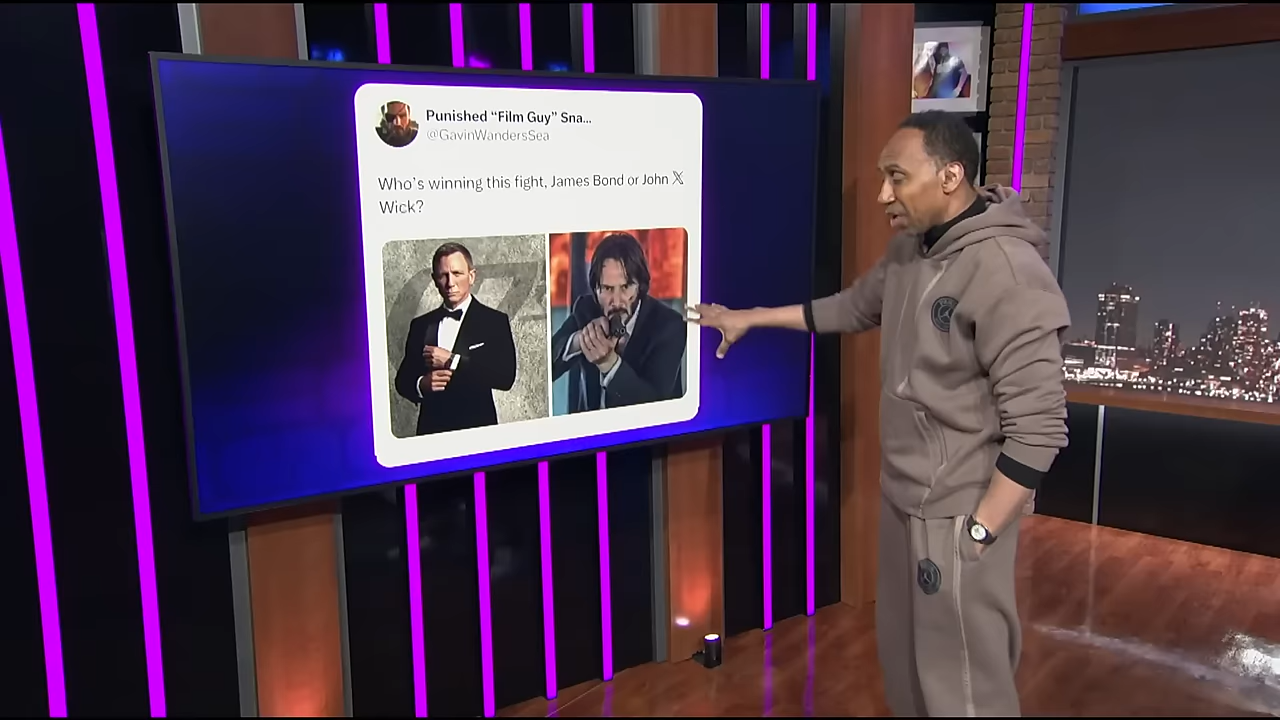 Punished “Film Guy” Sna...
@GavinWandersSea
Who’s winning this fight, James Bond or John
Wick?